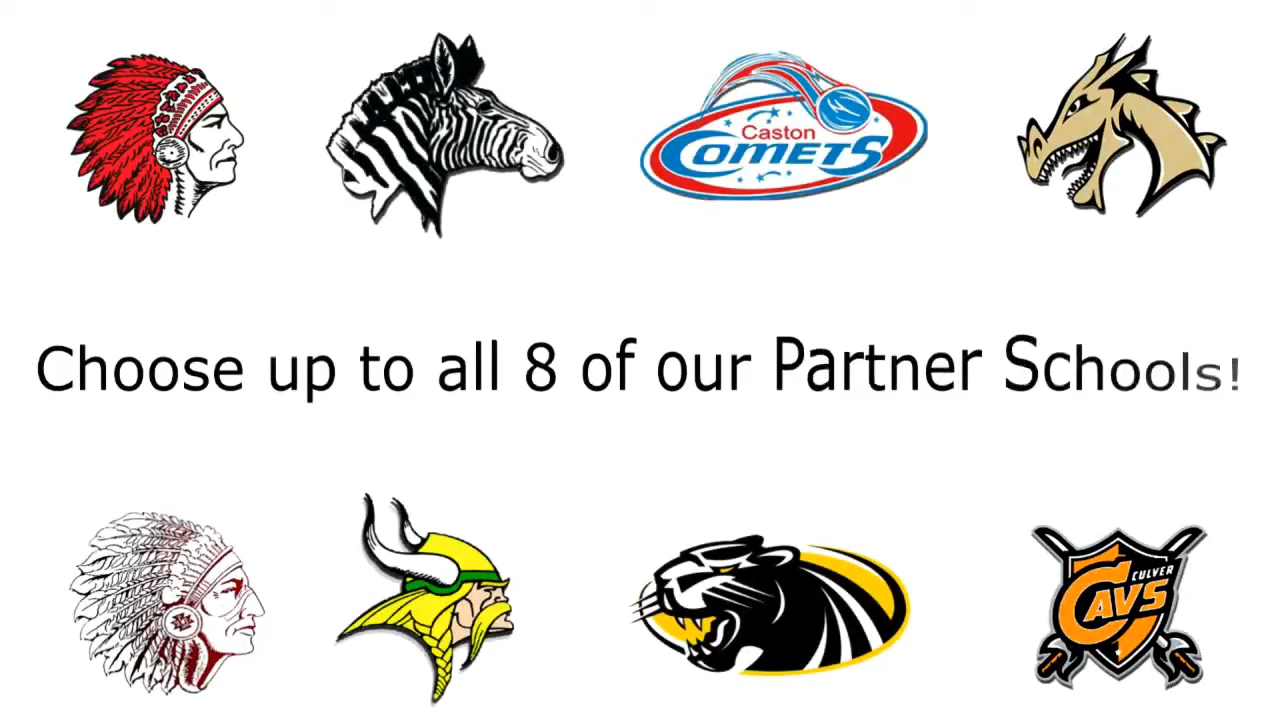 Caston
COMETS
Choose up to all 8 of our Partner Schools!
CULVER
CAVS